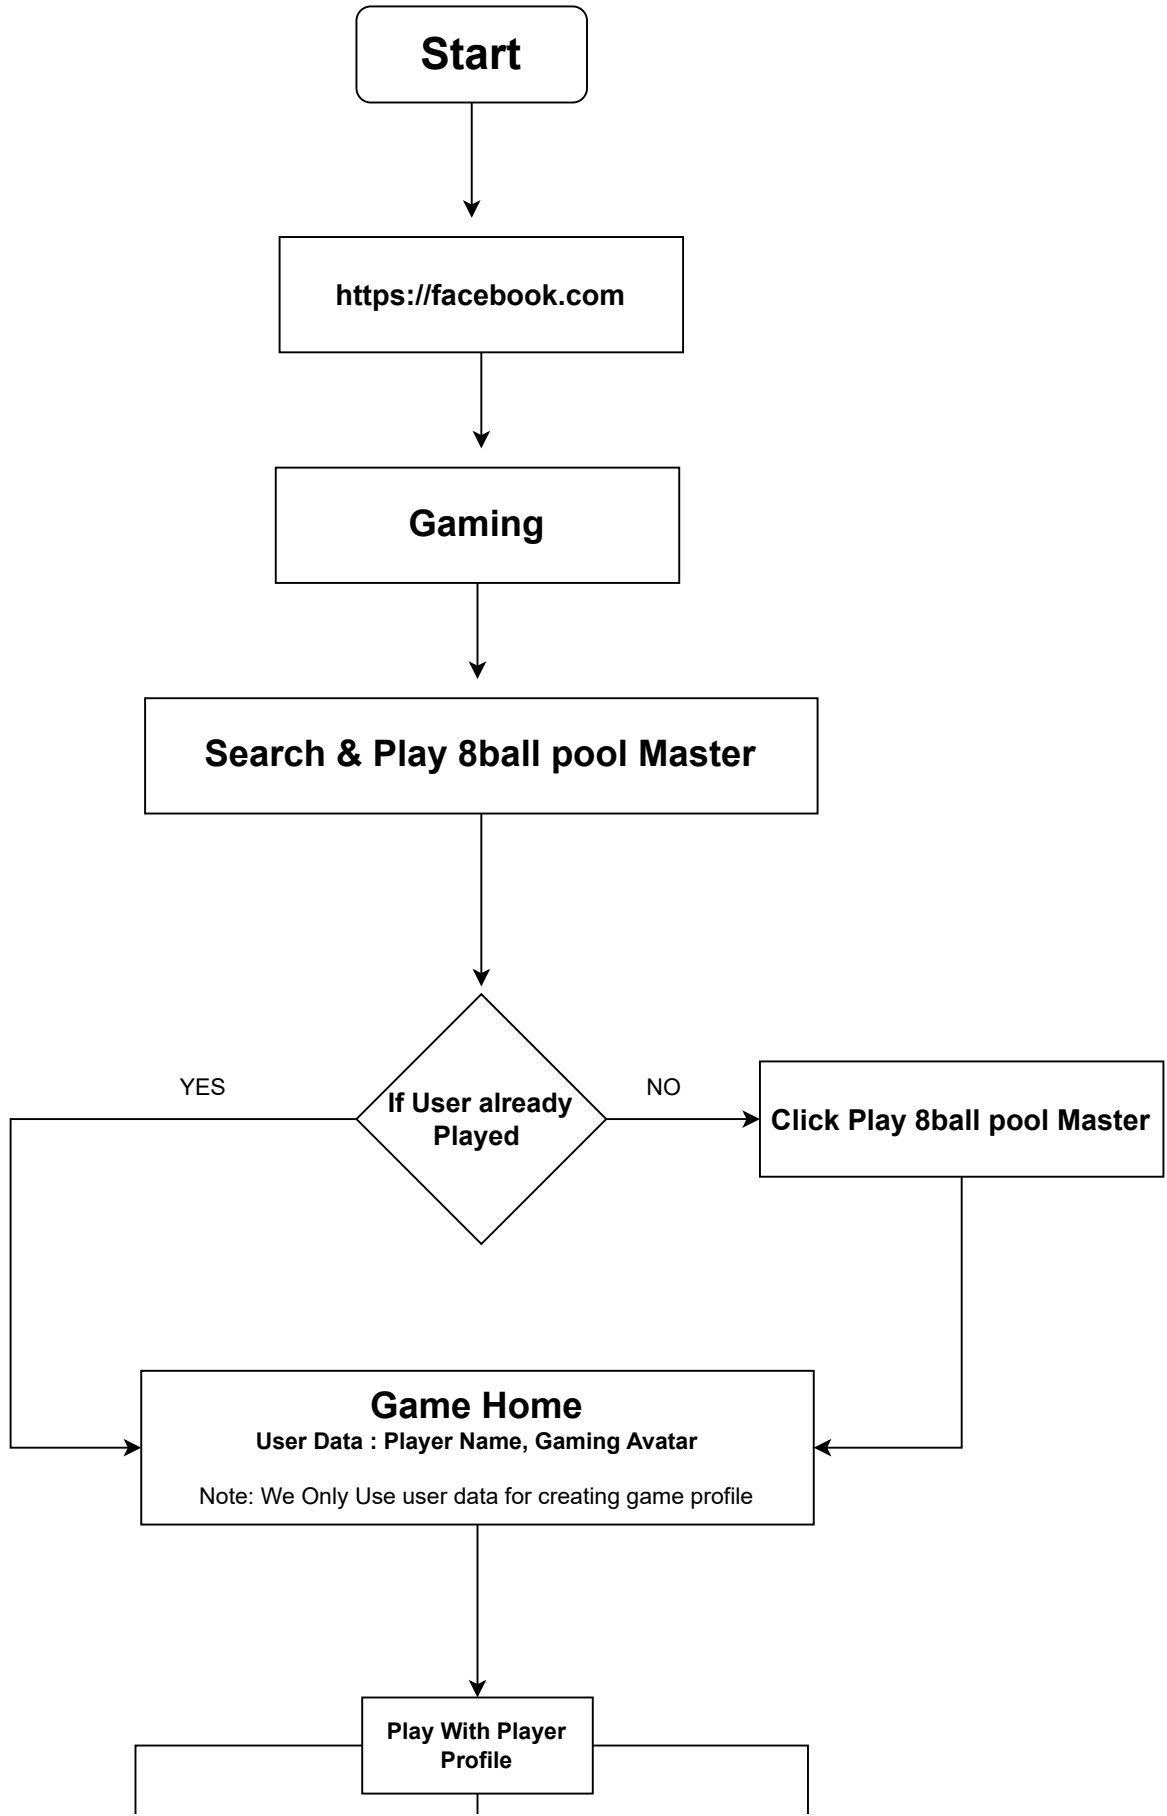 Start
https://facebook.com
Gaming
Search & Play 8ball pool Master
YES
NO
If User already
Played
Click Play 8ball pool Master
Game Home
User Data : Player Name, Gaming Avatar
Note: We Only Use user data for creating game profile
Play With Player
Profile